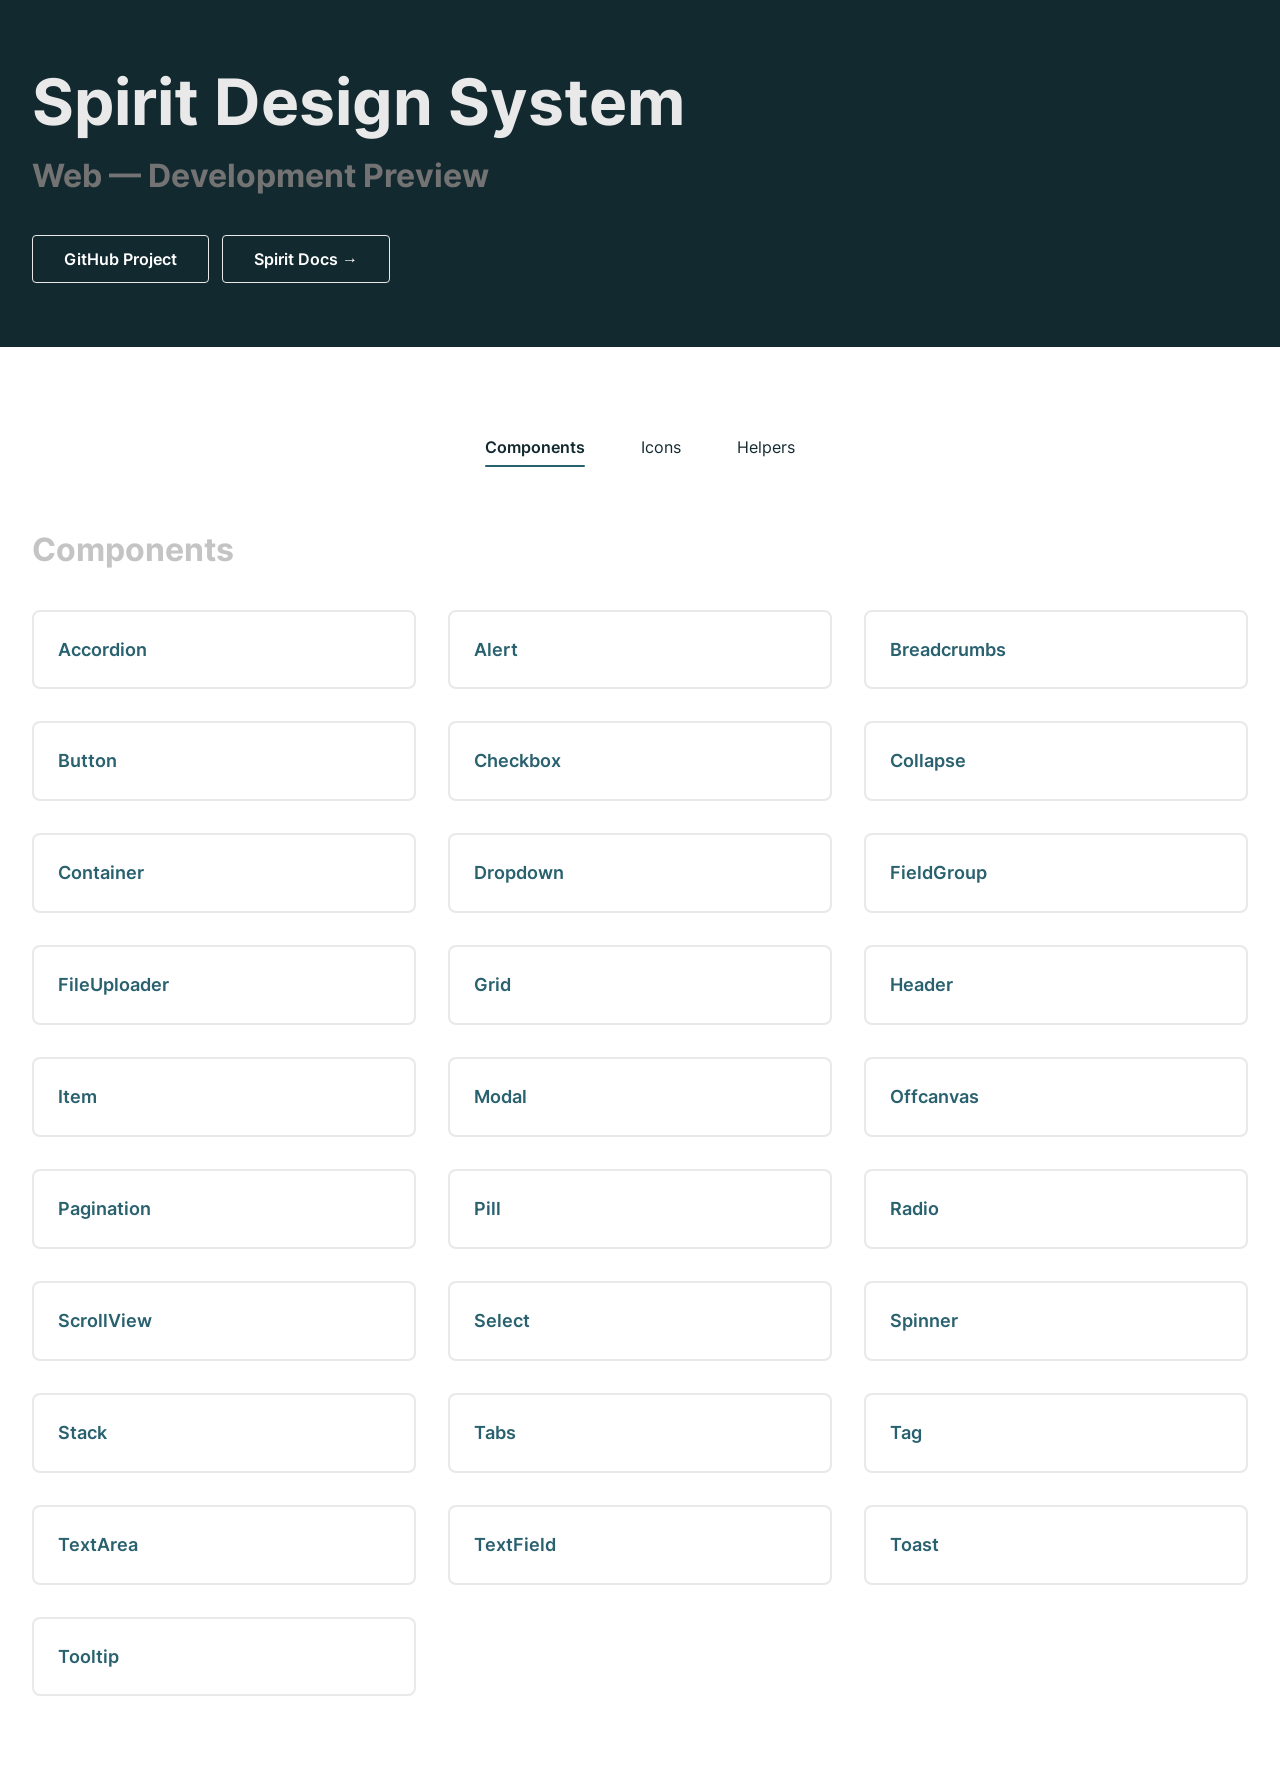 Spirit Design System
Web — Development Preview
GitHub Project
Spirit Docs →
Components
Icons
Helpers
Components
Accordion
Alert
Breadcrumbs
Button
Checkbox
Collapse
Container
Dropdown
FieldGroup
FileUploader
Grid
Header
Item
Modal
Offcanvas
Pagination
Pill
Radio
ScrollView
Select
Spinner
Stack
Tabs
Tag
TextArea
TextField
Toast
Tooltip